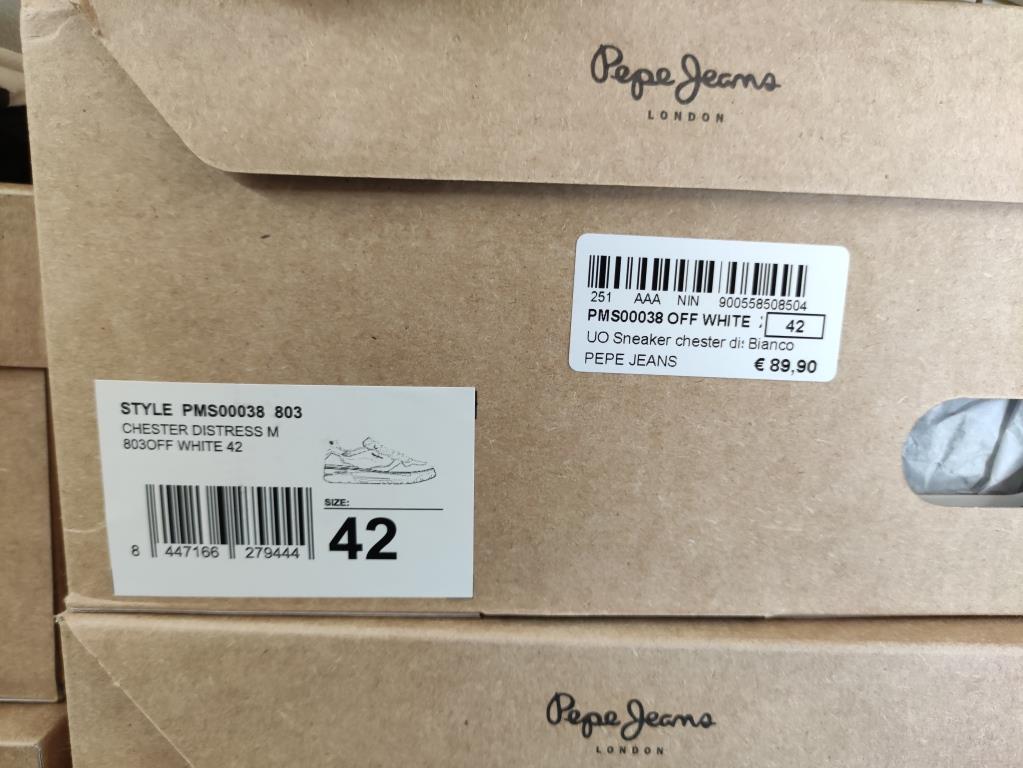 Pepe Jeans
LONDON
251 AAA NIN 900558508504
PMS00038 OFF WHITE 42
UO Sneaker chester di: Bianco
PEPE JEANS € 89,90
STYLE PMS00038 803
CHESTER DISTRESS M
803OFF WHITE 42
SIZE:
42
8 447166 279444
Pepe Jeans
LONDON